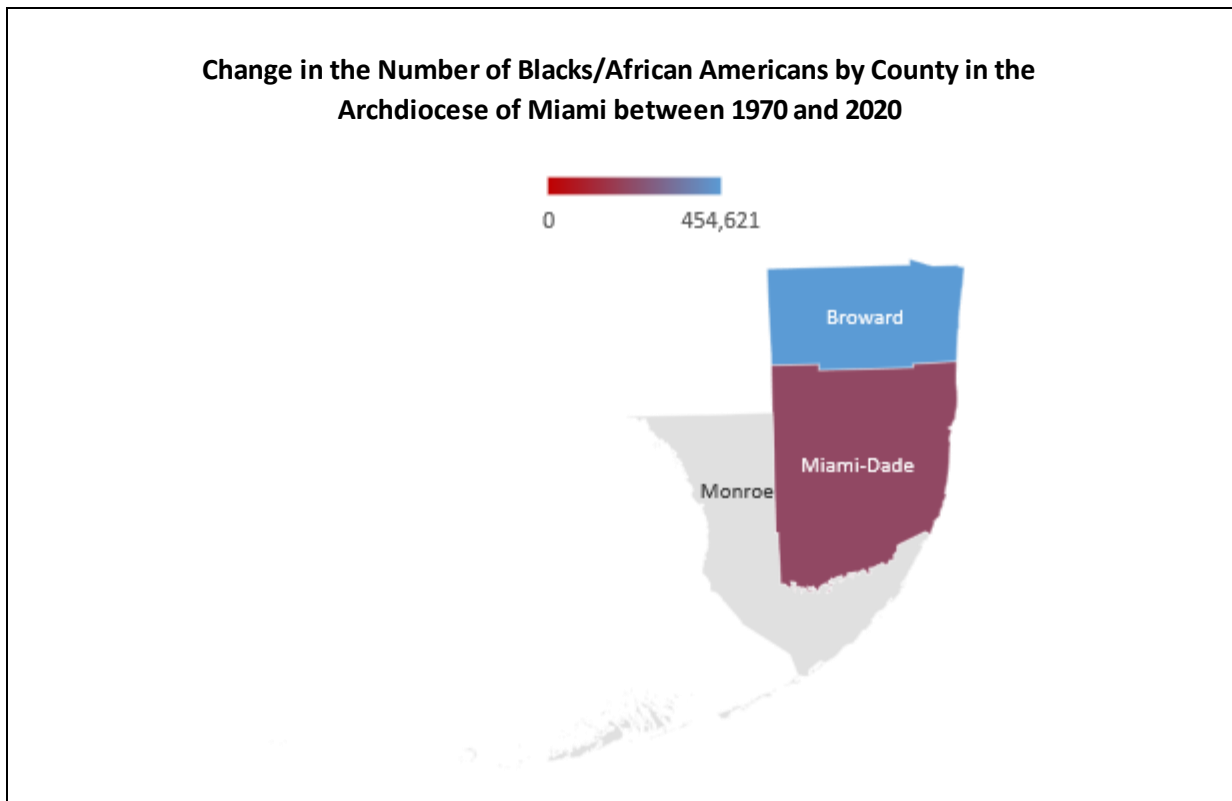 Change in the Number of Blacks/African Americans by County in the
Archdiocese of Miami between 1970 and 2020
0 454,621
Broward
Miami-Dade
Monroe